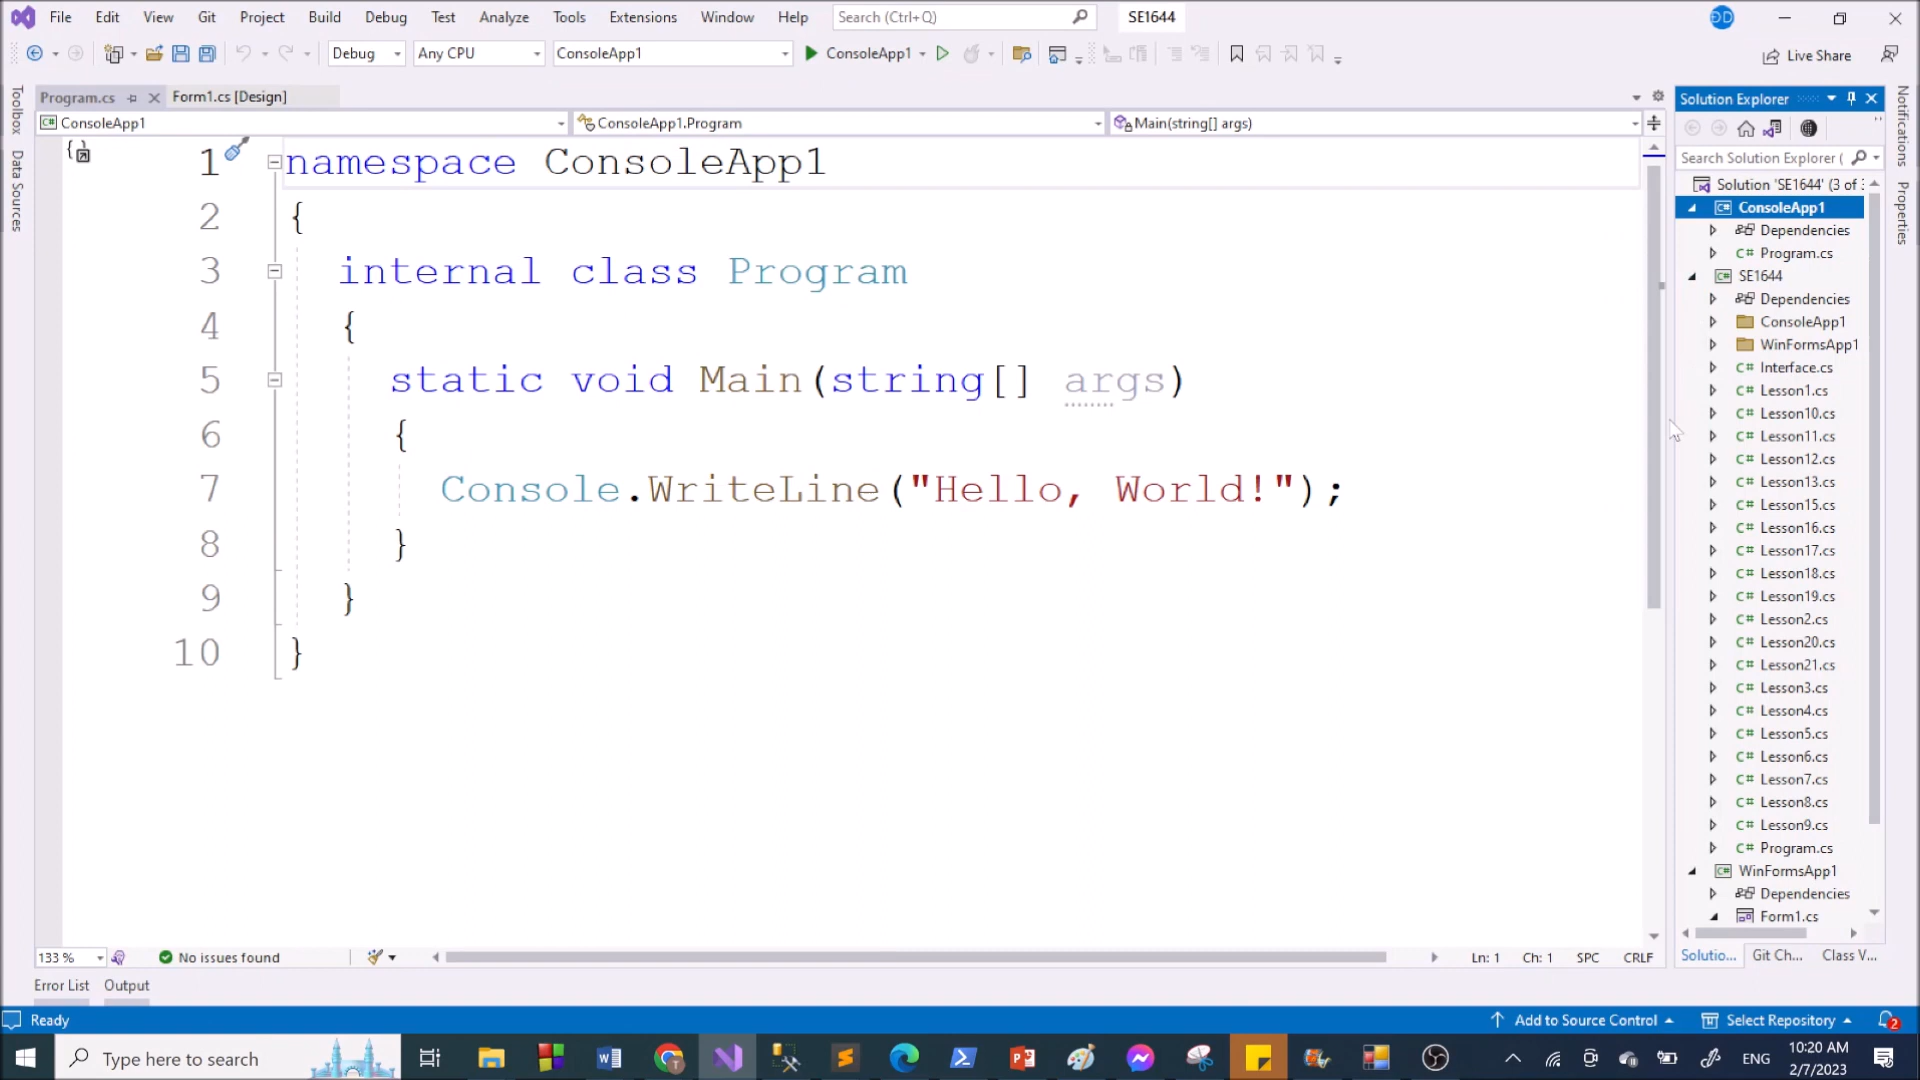 File Edit View Git Project Build Debug Test Analyze Tools Extensions Window Help Search (Ctrl+Q) SE1644
Debug Any CPU ConsoleApp1 ConsoleApp1 Live Share
Program.cs Form1.cs [Design]
ConsoleApp1 ConsoleApp1.Program Main(string[] args)
Toolbox
Data Sources
1 namespace ConsoleApp1
2 {
3 internal class Program
4 {
5 static void Main(string[] args)
6 {
7 Console.WriteLine("Hello, World!");
8 }
9 }
10 }
Solution Explorer
Search Solution Explorer (
Solution 'SE1644' (3 of
ConsoleApp1
Dependencies
C# Program.cs
SE1644
Dependencies
ConsoleApp1
WinFormsApp1
C# Interface.cs
C# Lesson1.cs
C# Lesson10.cs
C# Lesson11.cs
C# Lesson12.cs
C# Lesson13.cs
C# Lesson15.cs
C# Lesson16.cs
C# Lesson17.cs
C# Lesson18.cs
C# Lesson19.cs
C# Lesson2.cs
C# Lesson20.cs
C# Lesson21.cs
C# Lesson3.cs
C# Lesson4.cs
C# Lesson5.cs
C# Lesson6.cs
C# Lesson7.cs
C# Lesson8.cs
C# Lesson9.cs
C# Program.cs
WinFormsApp1
Dependencies
Form1.cs
Solutio... Git Ch... Class V...
Notifications
Properties
133 % No issues found Ln: 1 Ch: 1 SPC CRLF
Error List Output
Ready Add to Source Control Select Repository 2
Type here to search ENG 10:20 AM
2/7/2023